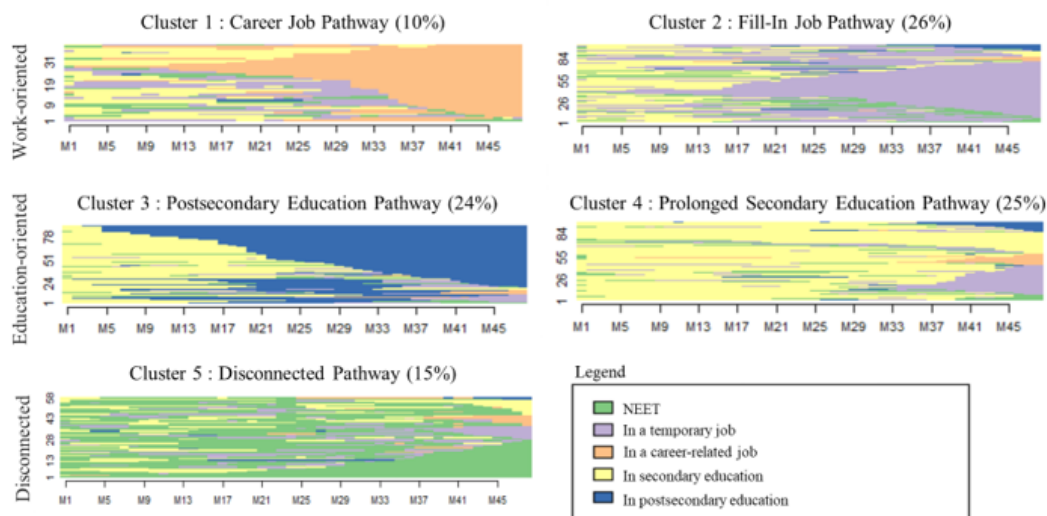 Cluster 1 : Career Job Pathway (10%)
Cluster 2 : Fill-In Job Pathway (26%)
Work-oriented
31
19
9
1
M1 M5 M9 M13 M17 M21 M25 M29 M33 M37 M41 M45
84
55
26
1
M1 M5 M9 M13 M17 M21 M25 M29 M33 M37 M41 M45
Cluster 3 : Postsecondary Education Pathway (24%)
Cluster 4 : Prolonged Secondary Education Pathway (25%)
Education-oriented
78
51
24
1
M1 M5 M9 M13 M17 M21 M25 M29 M33 M37 M41 M45
84
55
26
1
M1 M5 M9 M13 M17 M21 M25 M29 M33 M37 M41 M45
Cluster 5 : Disconnected Pathway (15%)
Disconnected
58
43
28
13
1
M1 M5 M9 M13 M17 M21 M25 M29 M33 M37 M41 M45
Legend
NEET
In a temporary job
In a career-related job
In secondary education
In postsecondary education